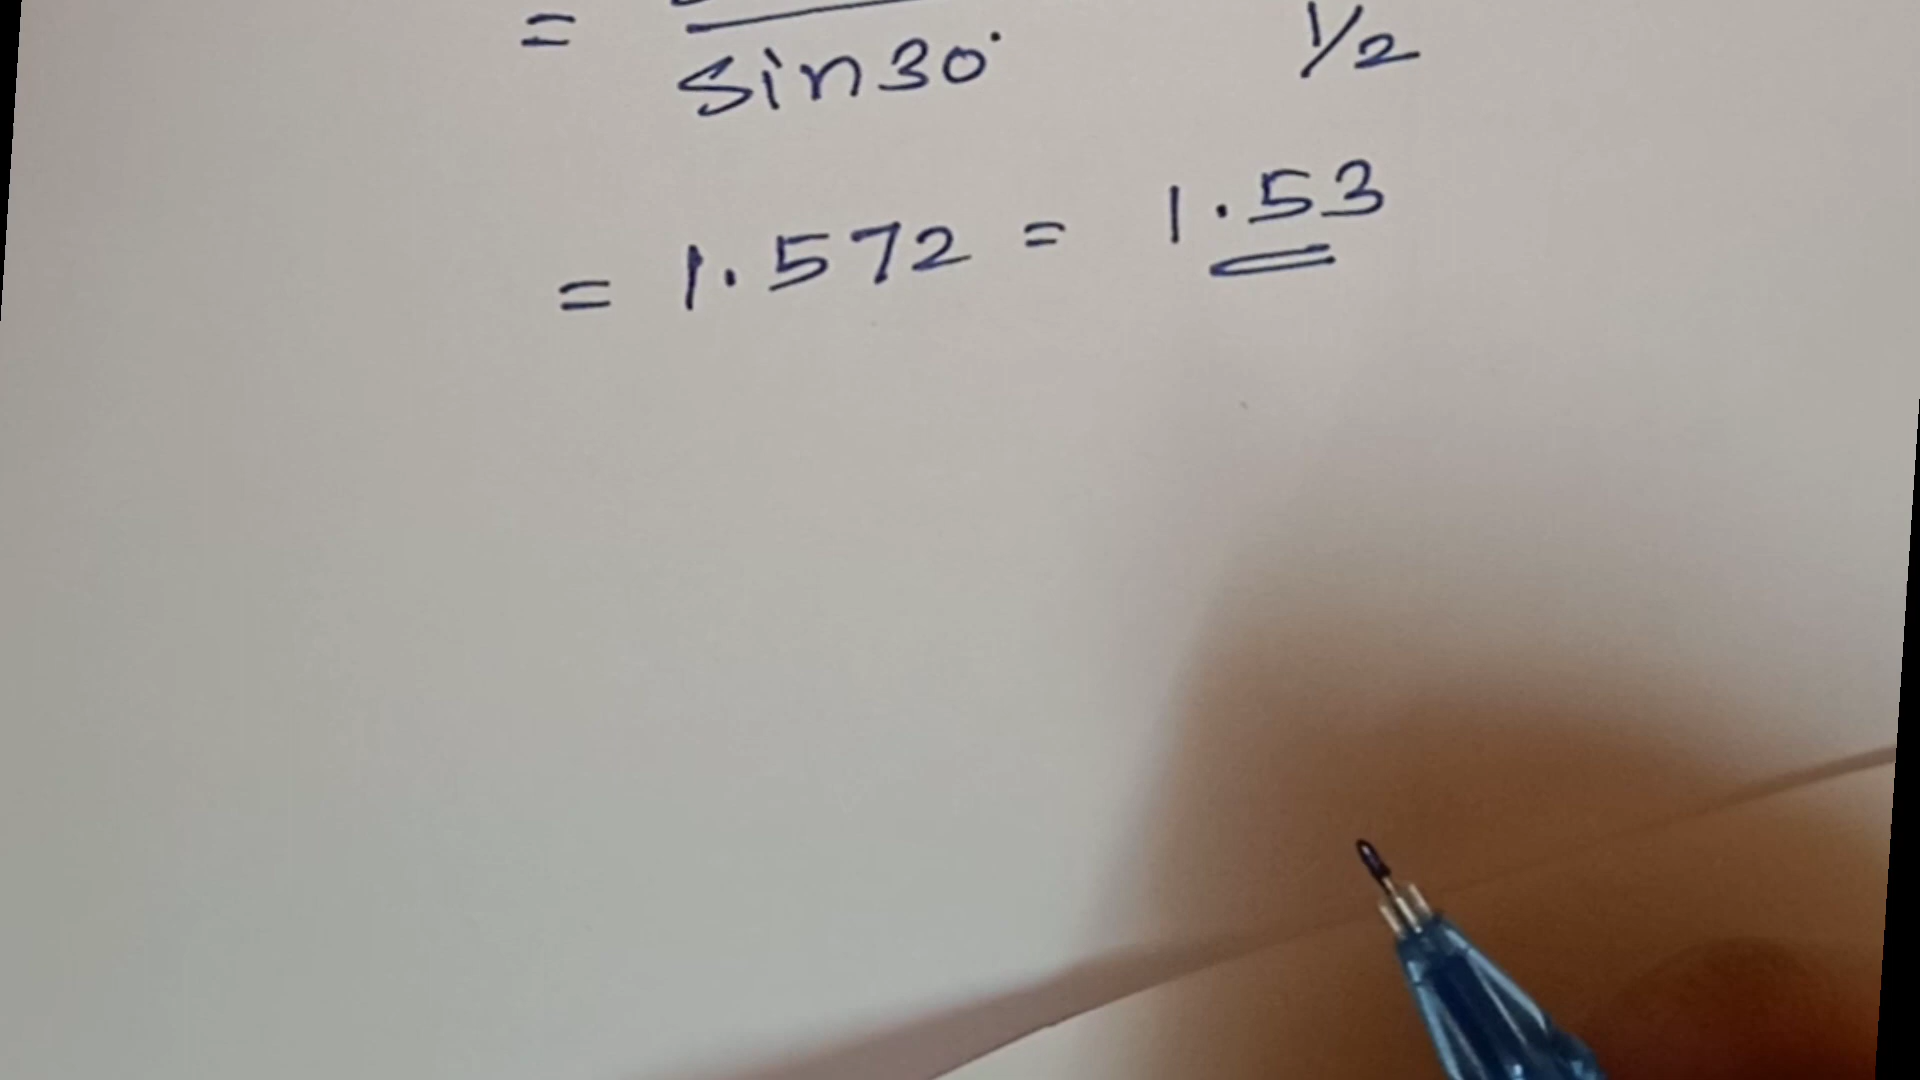 = sin30° 1/2
= 1.572 = 1.53